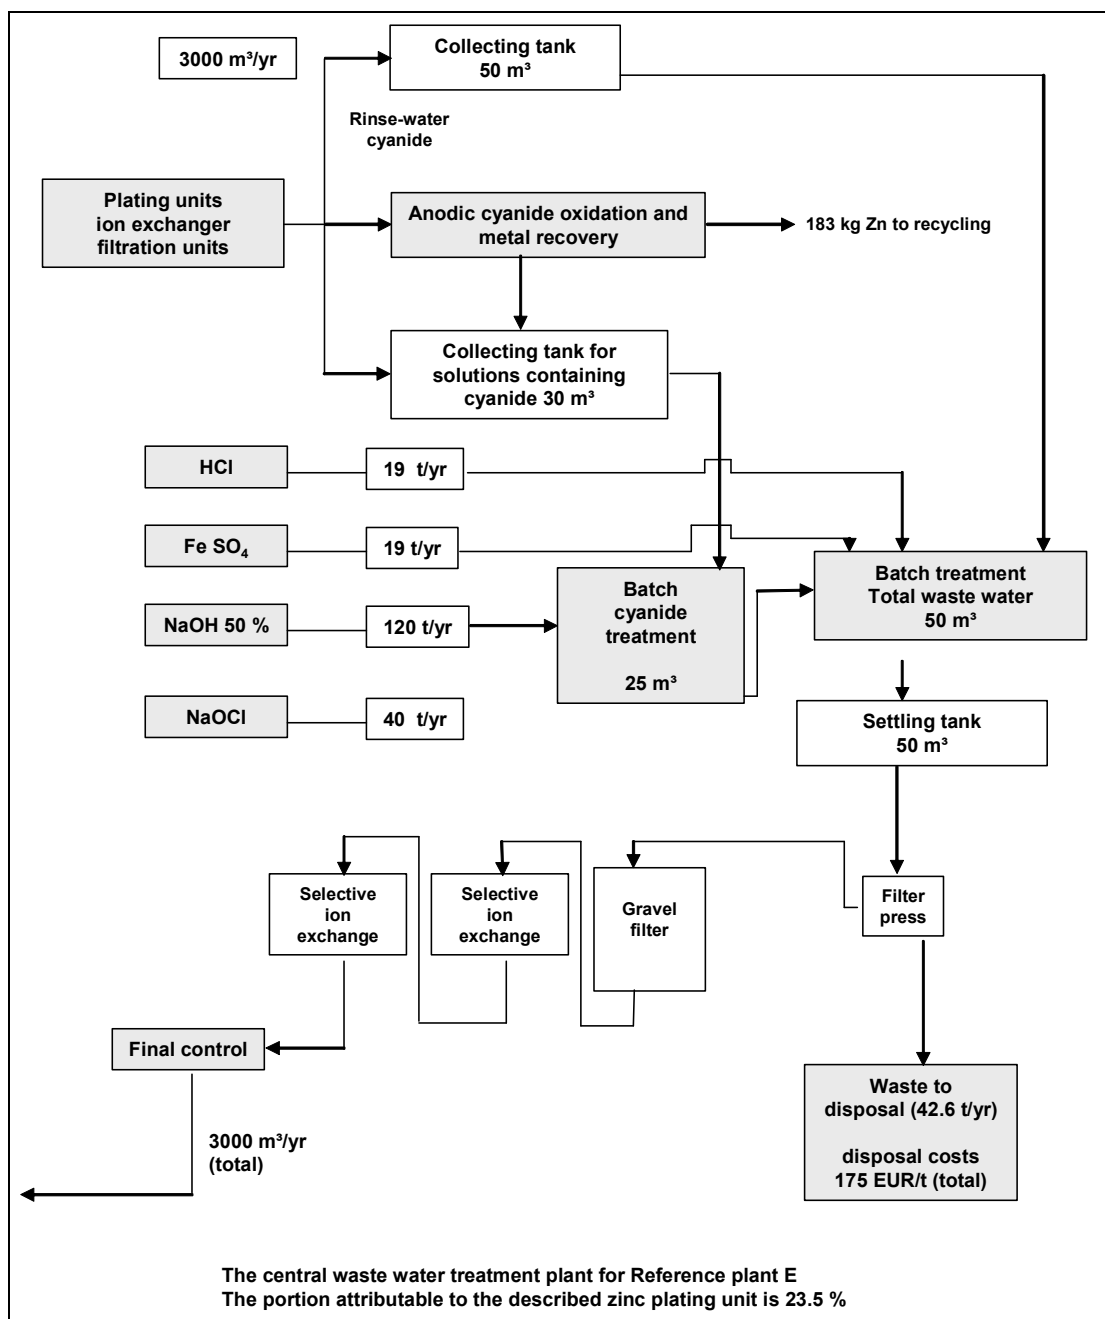 3000 m³/yr
Collecting tank
50 m³
Rinse-water
cyanide
Plating units
ion exchanger
filtration units
Anodic cyanide oxidation and
metal recovery
183 kg Zn to recycling
Collecting tank for
solutions containing
cyanide 30 m³
HCl
19 t/yr
Fe SO₄
19 t/yr
NaOH 50 %
120 t/yr
NaOCl
40 t/yr
Batch
cyanide
treatment
25 m³
Batch treatment
Total waste water
50 m³
Settling tank
50 m³
Selective
ion
exchange
Selective
ion
exchange
Gravel
filter
Filter
press
Final control
3000 m³/yr
(total)
Waste to
disposal (42.6 t/yr)
disposal costs
175 EUR/t (total)
The central waste water treatment plant for Reference plant E
The portion attributable to the described zinc plating unit is 23.5 %